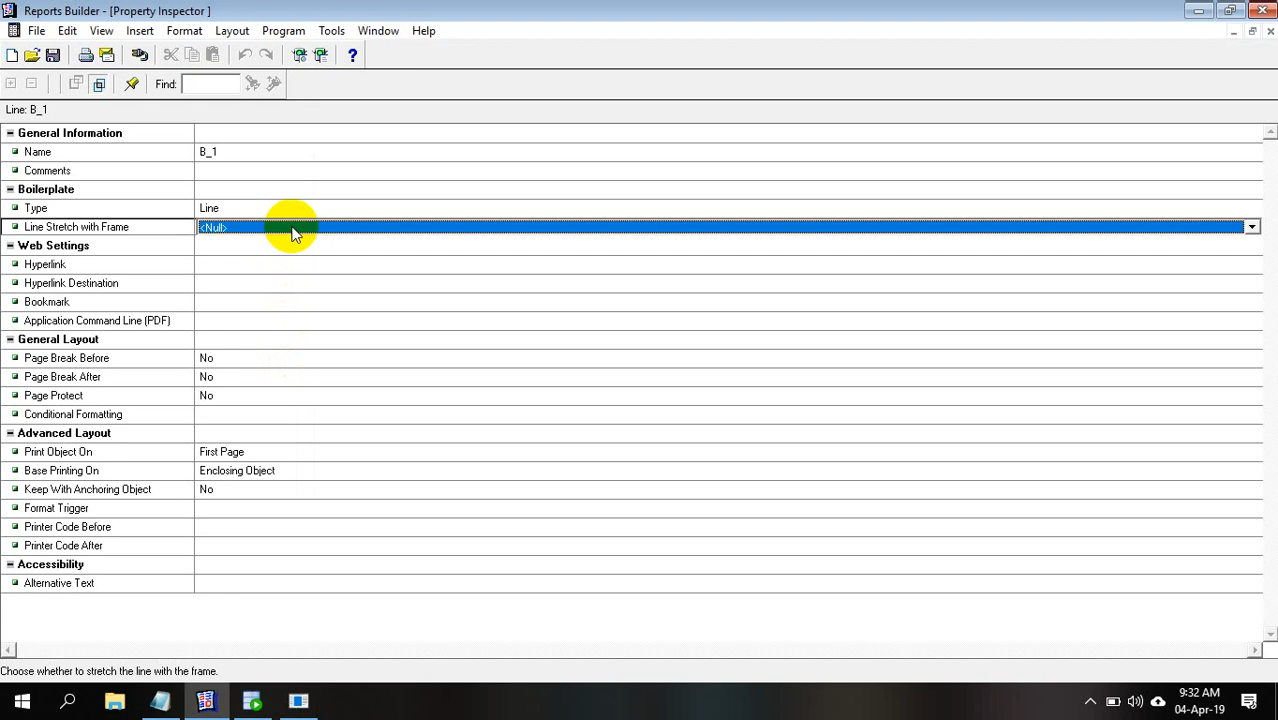 Reports Builder - [Property Inspector ]
File Edit View Insert Format Layout Program Tools Window Help
Find:
Line: B_1
General Information
Name B_1
Comments
Boilerplate
Type Line
Line Stretch with Frame <Null>
Web Settings
Hyperlink
Hyperlink Destination
Bookmark
Application Command Line (PDF)
General Layout
Page Break Before No
Page Break After No
Page Protect No
Conditional Formatting
Advanced Layout
Print Object On First Page
Base Printing On Enclosing Object
Keep With Anchoring Object No
Format Trigger
Printer Code Before
Printer Code After
Accessibility
Alternative Text
Choose whether to stretch the line with the frame.
9:32 AM
04-Apr-19